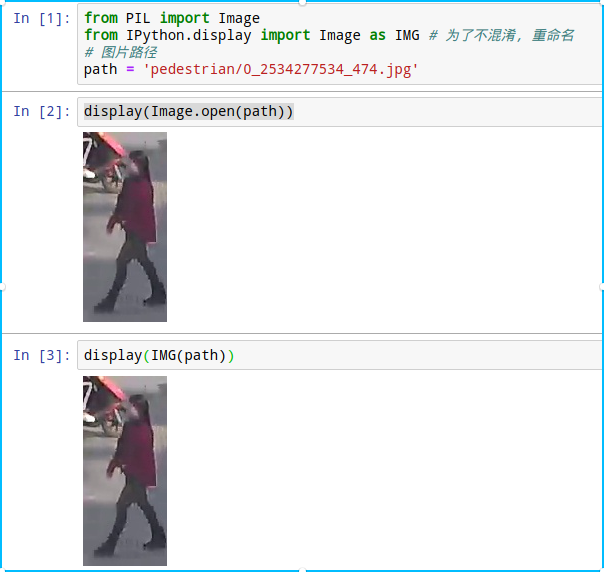 In [1]: from PIL import Image
from IPython.display import Image as IMG # 为了不混淆, 重命名
# 图片路径
path = 'pedestrian/0_2534277534_474.jpg'
In [2]: display(Image.open(path))
In [3]: display(IMG(path))